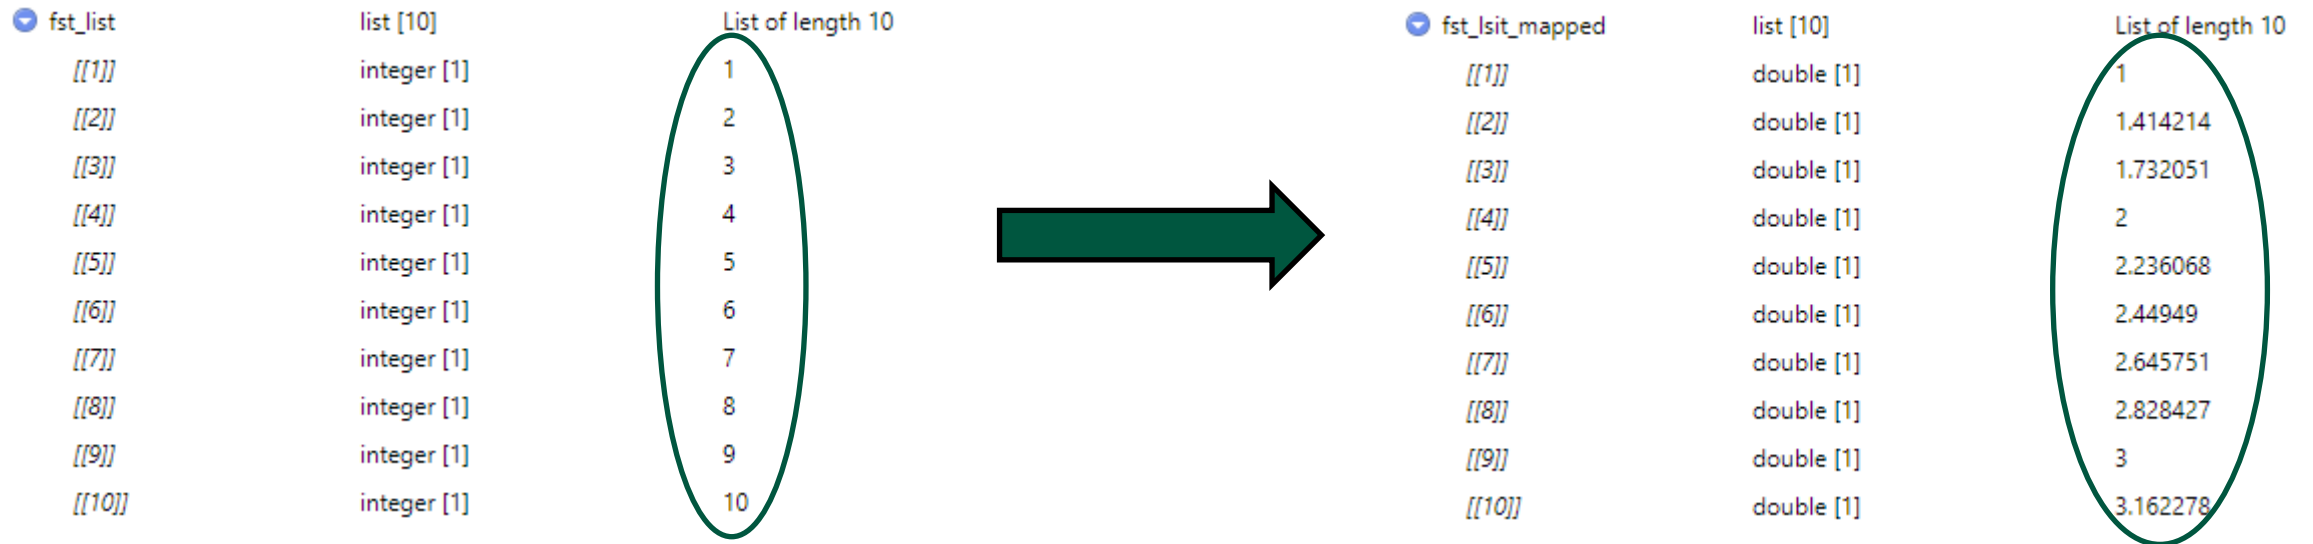 fst_list list [10] List of length 10
[[1]] integer [1] 1
[[2]] integer [1] 2
[[3]] integer [1] 3
[[4]] integer [1] 4
[[5]] integer [1] 5
[[6]] integer [1] 6
[[7]] integer [1] 7
[[8]] integer [1] 8
[[9]] integer [1] 9
[[10]] integer [1] 10
fst_lsit_mapped list [10] List of length 10
[[1]] double [1] 1
[[2]] double [1] 1.414214
[[3]] double [1] 1.732051
[[4]] double [1] 2
[[5]] double [1] 2.236068
[[6]] double [1] 2.44949
[[7]] double [1] 2.645751
[[8]] double [1] 2.828427
[[9]] double [1] 3
[[10]] double [1] 3.162278